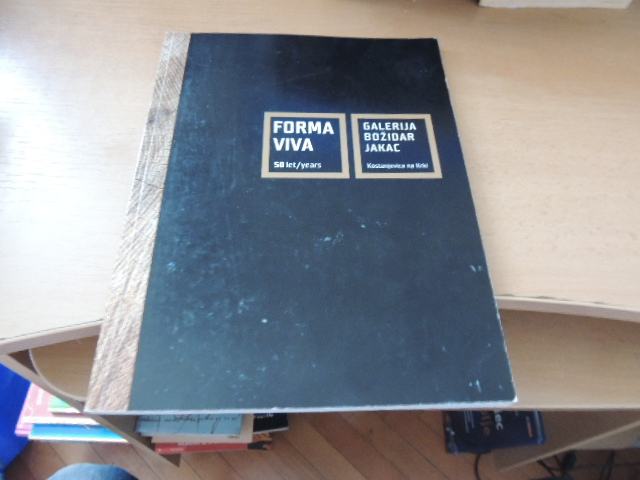 FORMA
VIVA
50 let/years
GALERIJA
BOŽIDAR
JAKAC
Kostanjevica na Krki